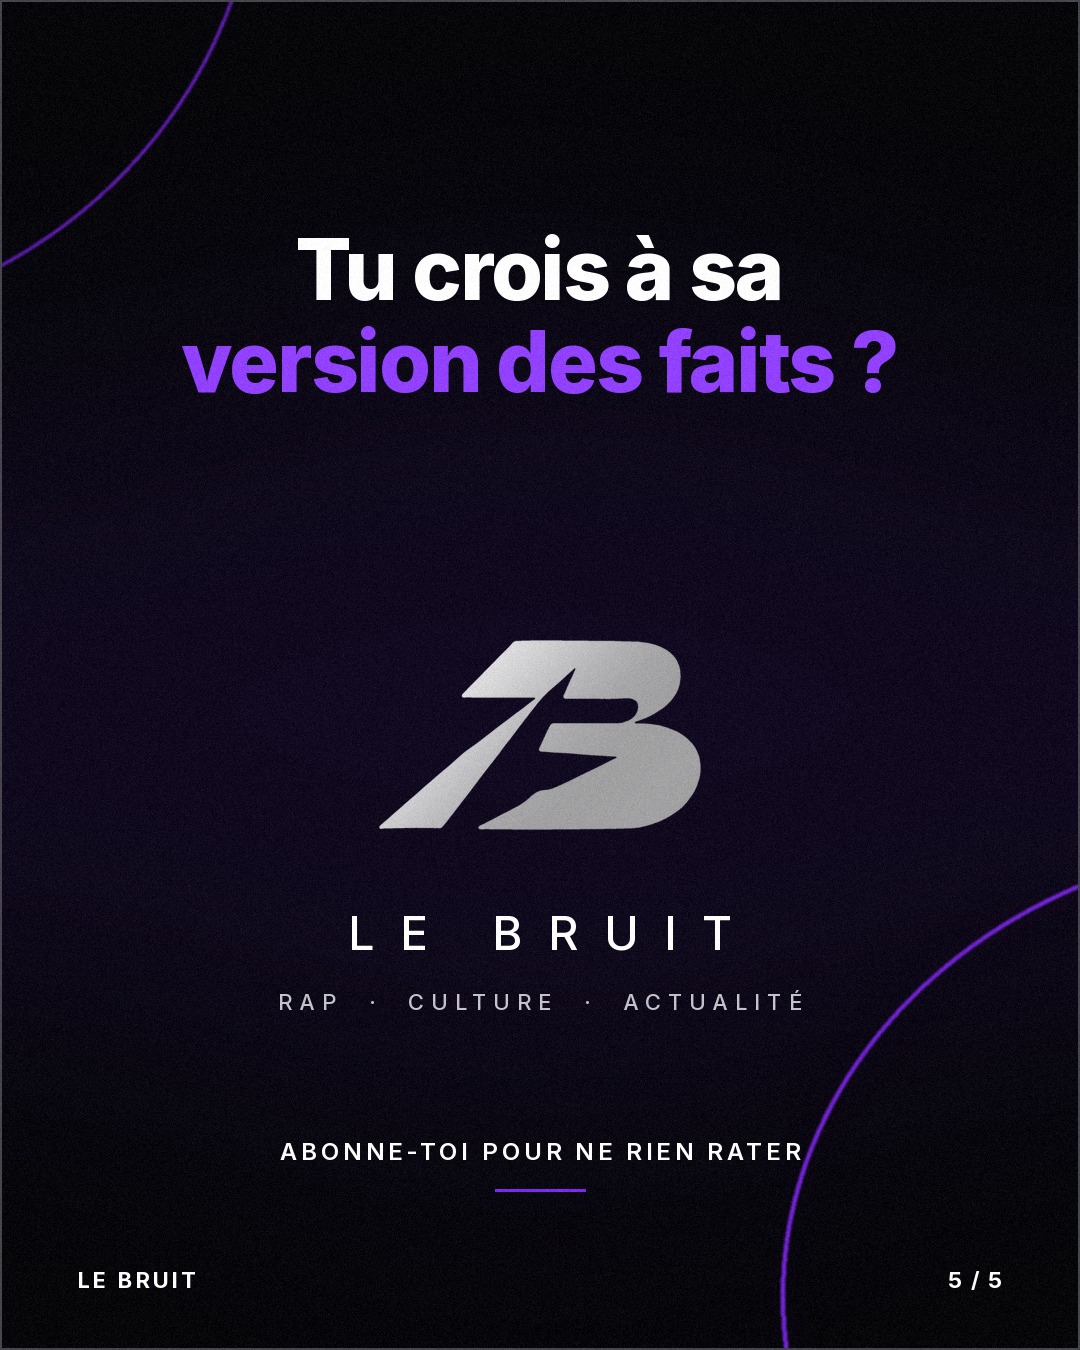 Tu crois à sa
version des faits ?
LE BRUIT
RAP · CULTURE · ACTUALITÉ
ABONNE-TOI POUR NE RIEN RATER
LE BRUIT
5 / 5